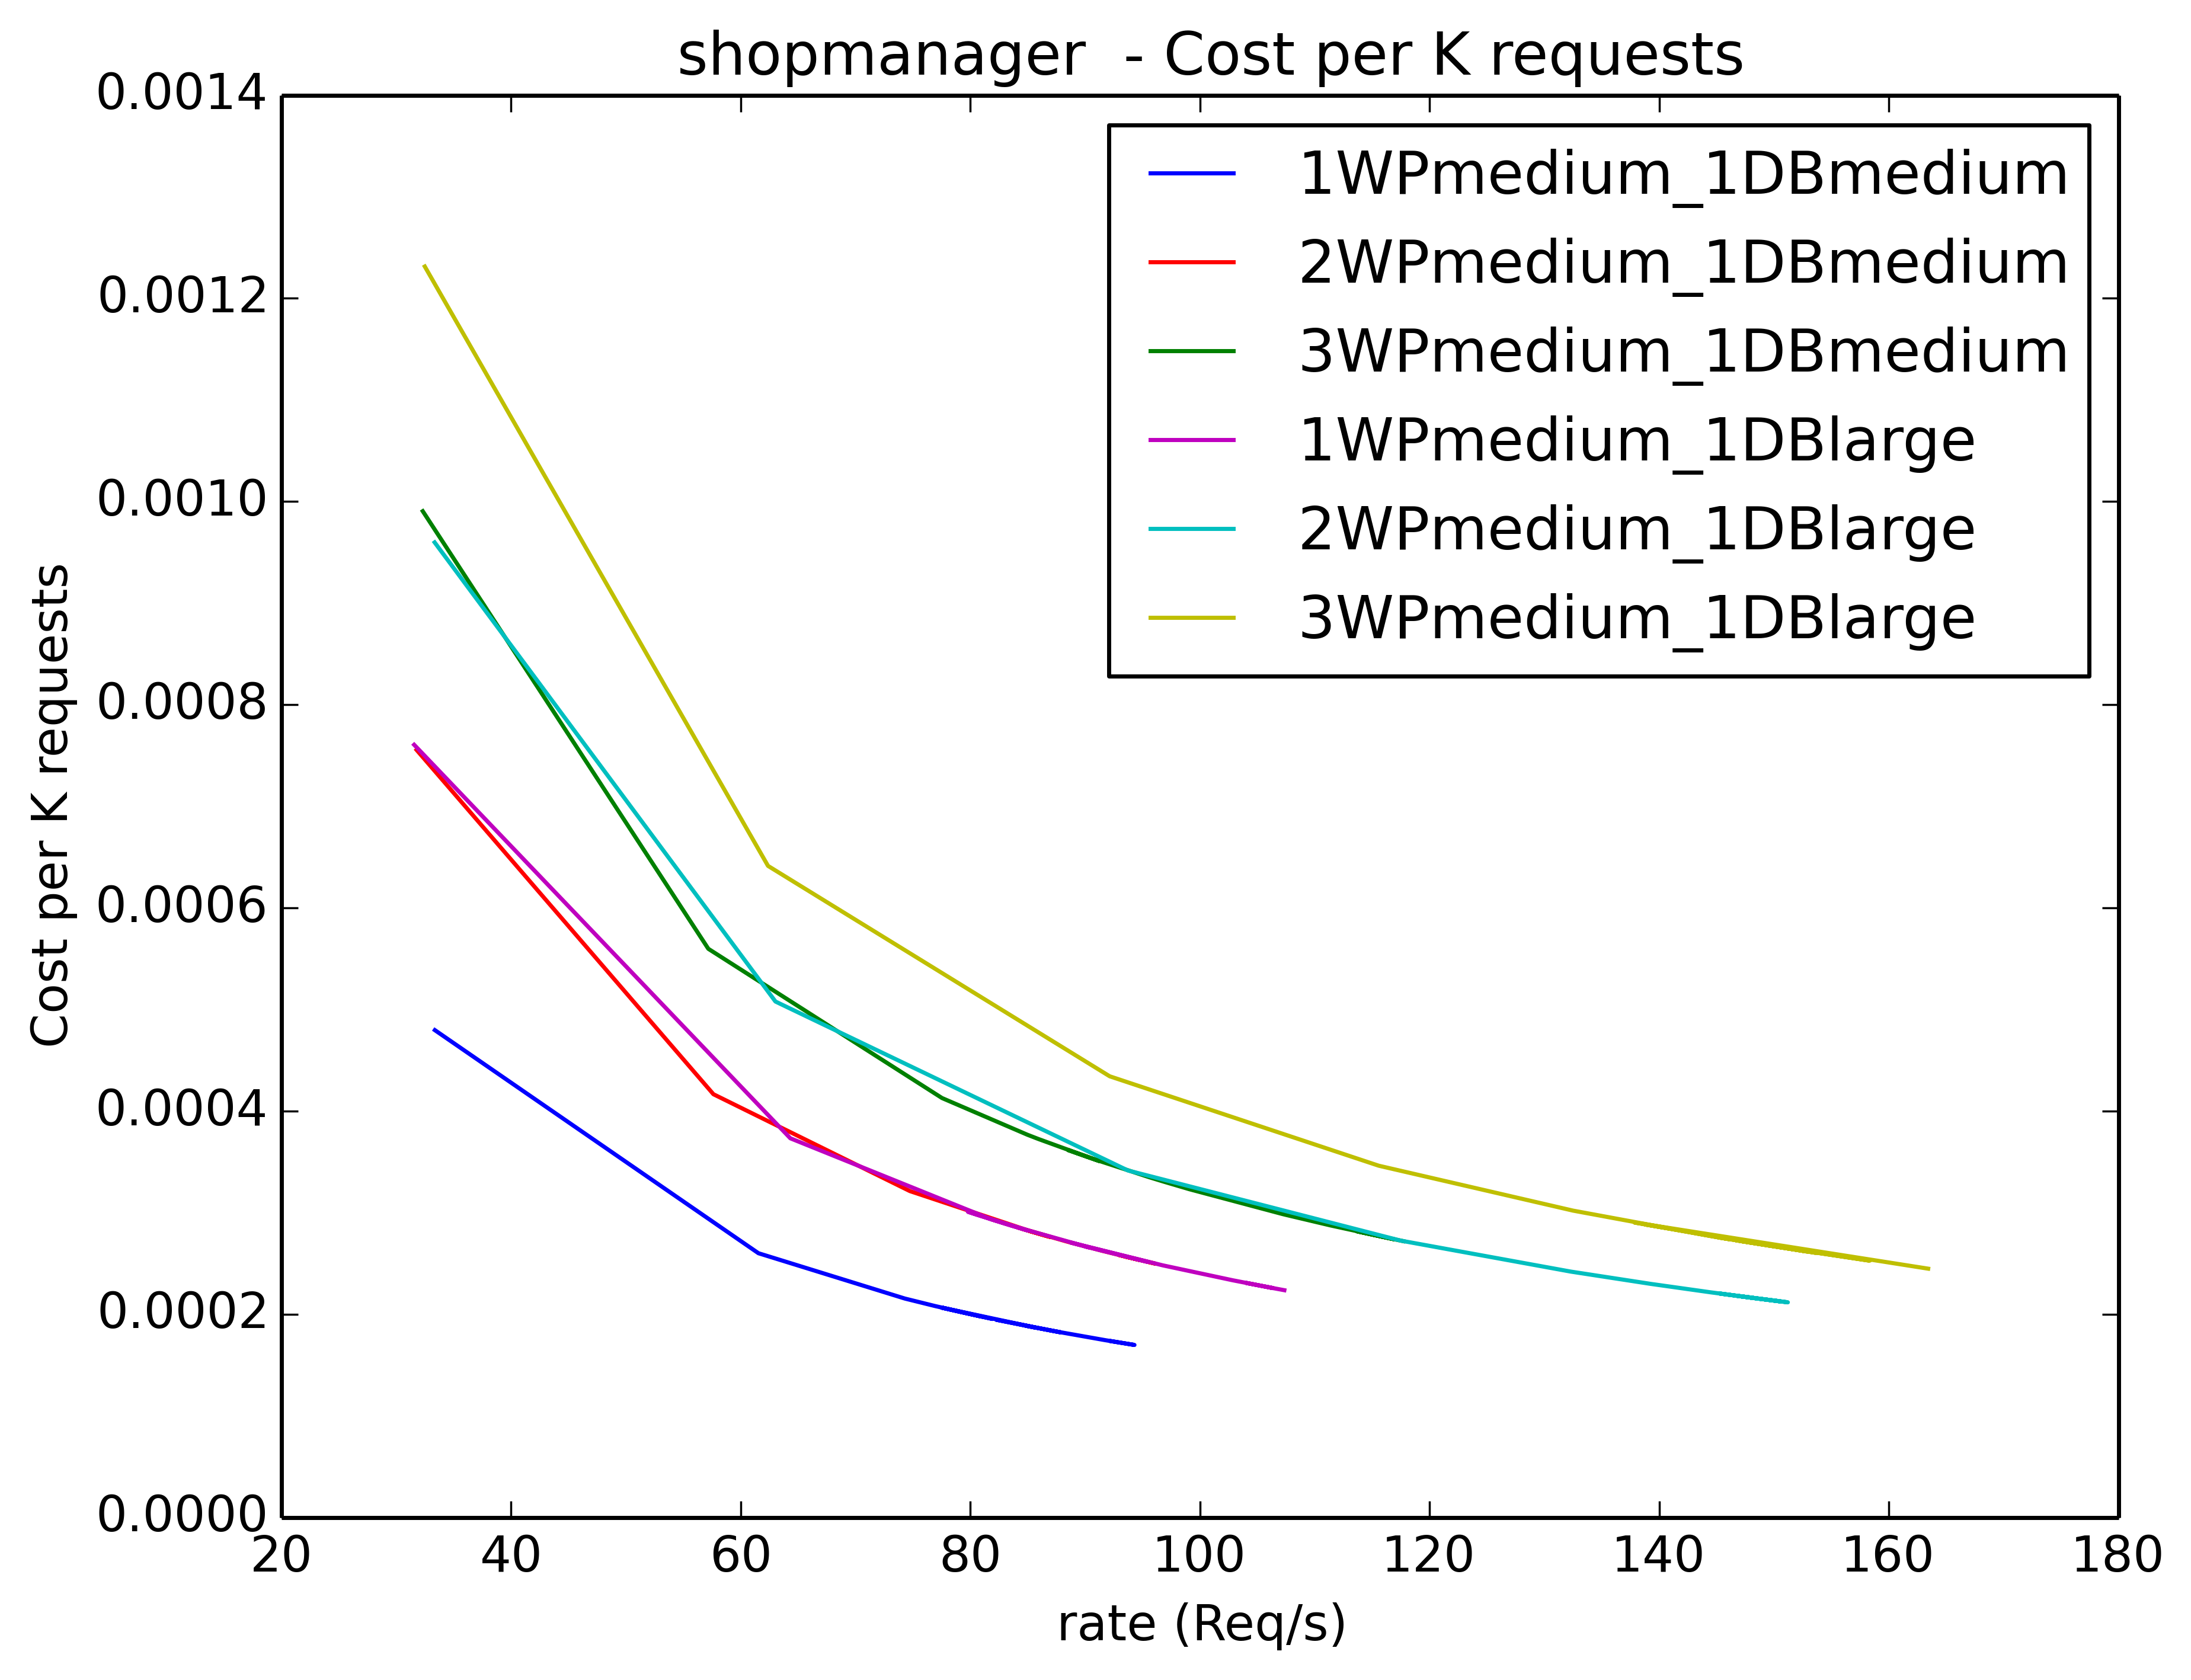 shopmanager  - Cost per K requests
0.0014
0.0012
0.0010
0.0008
0.0006
0.0004
0.0002
0.0000
Cost per K requests
1WPmedium_1DBmedium
2WPmedium_1DBmedium
3WPmedium_1DBmedium
1WPmedium_1DBlarge
2WPmedium_1DBlarge
3WPmedium_1DBlarge
20 40 60 80 100 120 140 160 180
rate (Req/s)